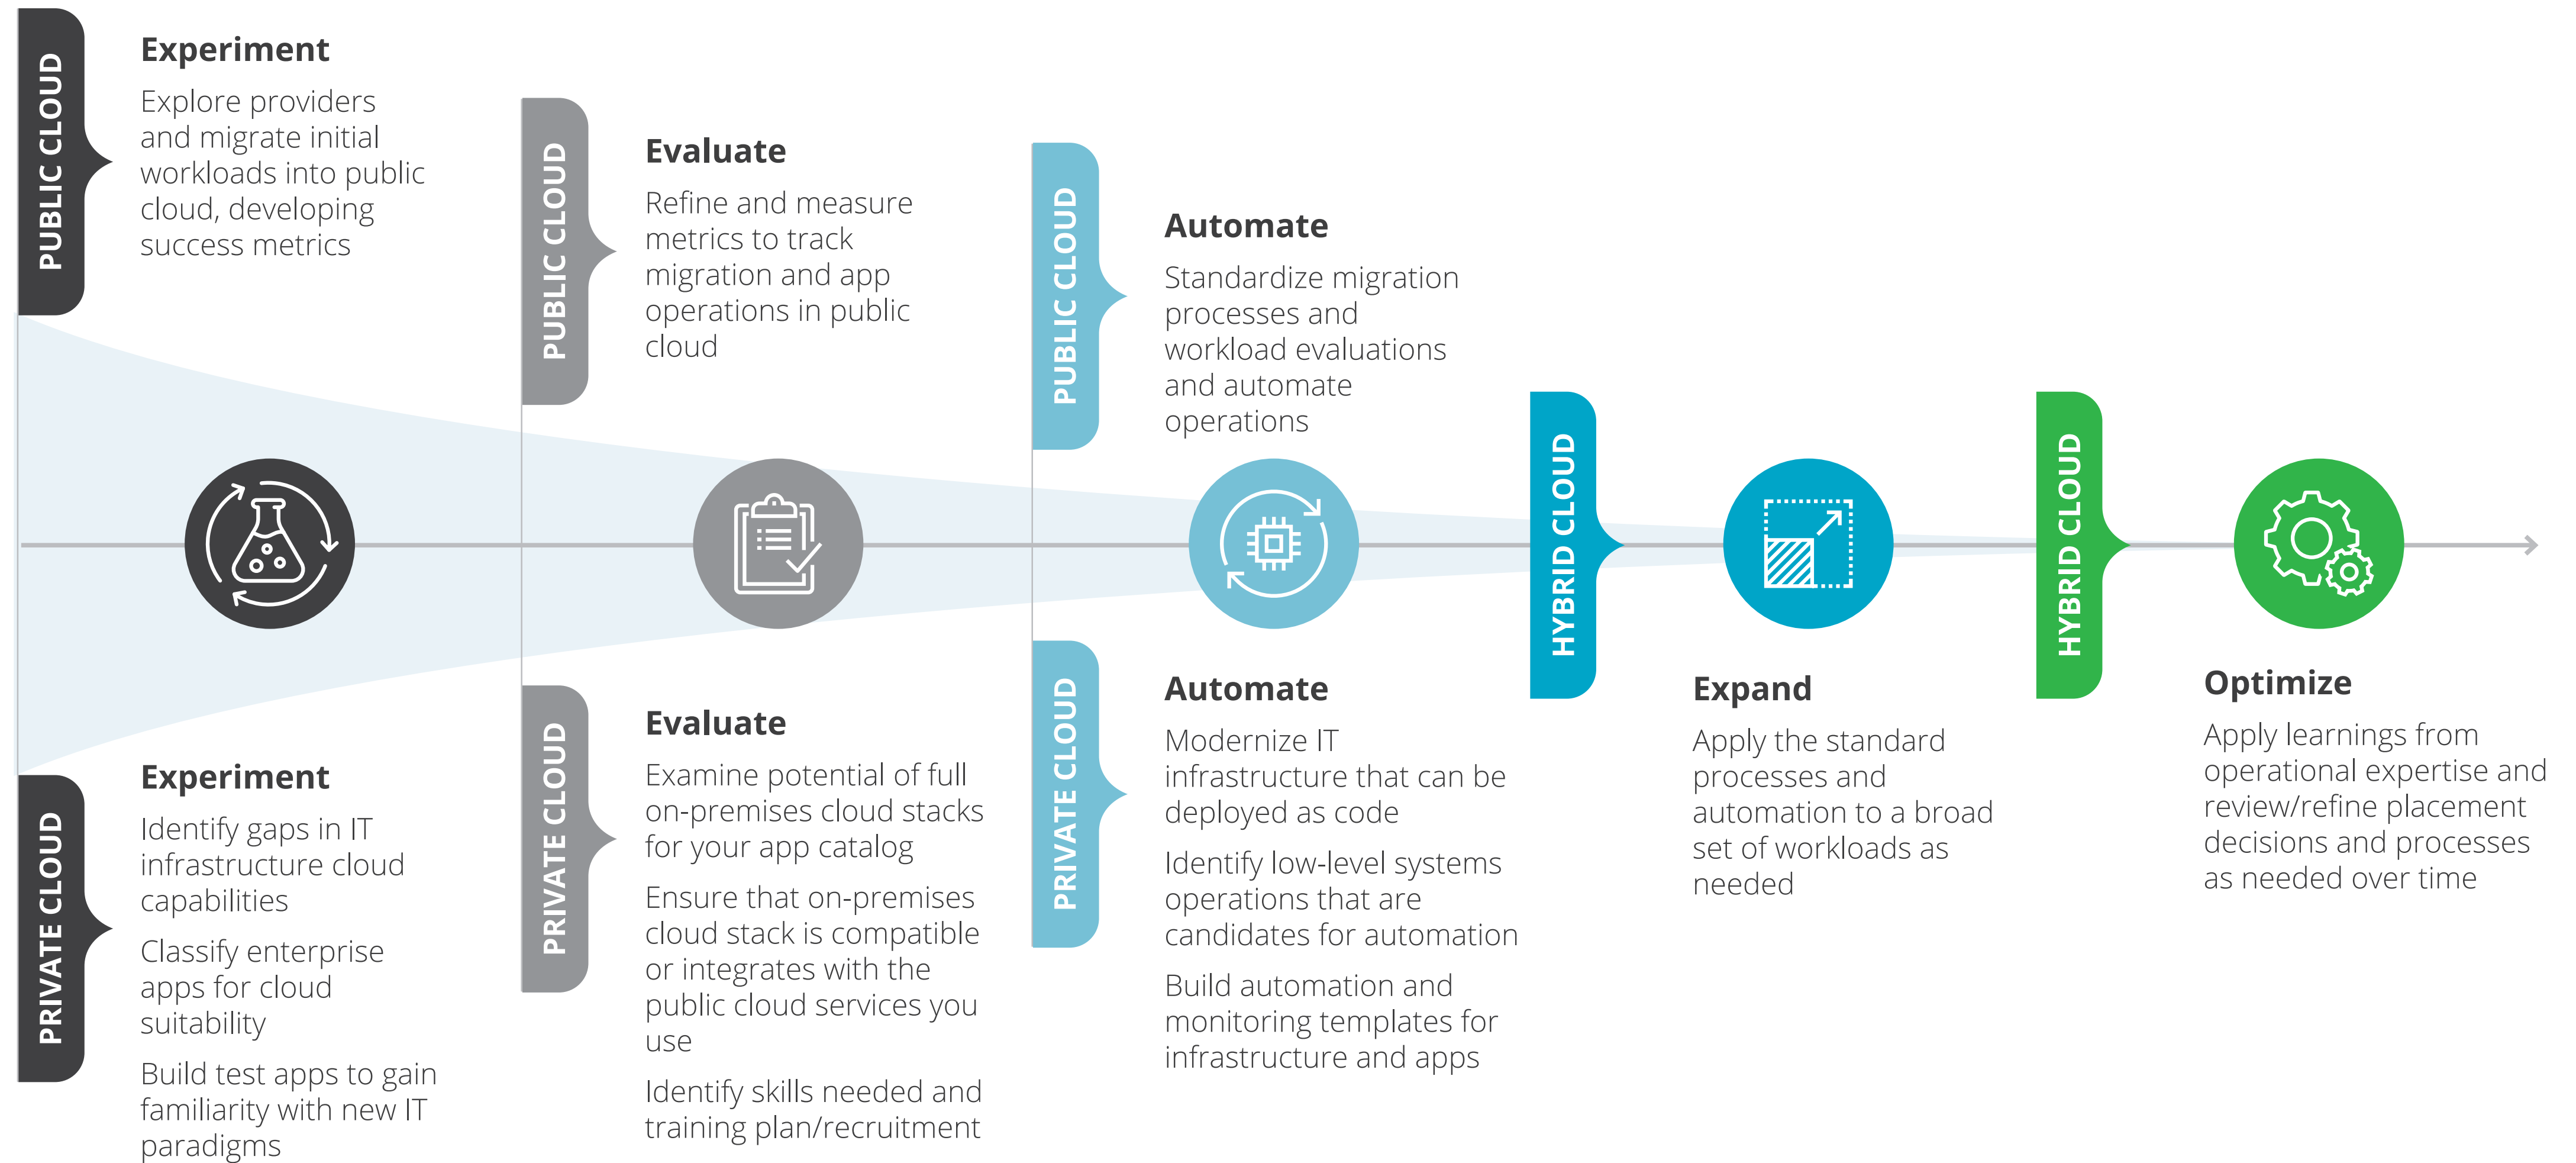 PUBLIC CLOUD
Experiment
Explore providers
and migrate initial
workloads into public
cloud, developing
success metrics
PUBLIC CLOUD
Evaluate
Refine and measure
metrics to track
migration and app
operations in public
cloud
PUBLIC CLOUD
Automate
Standardize migration
processes and
workload evaluations
and automate
operations
PRIVATE CLOUD
Experiment
Identify gaps in IT
infrastructure cloud
capabilities
Classify enterprise
apps for cloud
suitability
Build test apps to gain
familiarity with new IT
paradigms
PRIVATE CLOUD
Evaluate
Examine potential of full
on-premises cloud stacks
for your app catalog
Ensure that on-premises
cloud stack is compatible
or integrates with the
public cloud services you
use
Identify skills needed and
training plan/recruitment
PRIVATE CLOUD
Automate
Modernize IT
infrastructure that can be
deployed as code
Identify low-level systems
operations that are
candidates for automation
Build automation and
monitoring templates for
infrastructure and apps
HYBRID CLOUD
Expand
Apply the standard
processes and
automation to a broad
set of workloads as
needed
HYBRID CLOUD
Optimize
Apply learnings from
operational expertise and
review/refine placement
decisions and processes
as needed over time